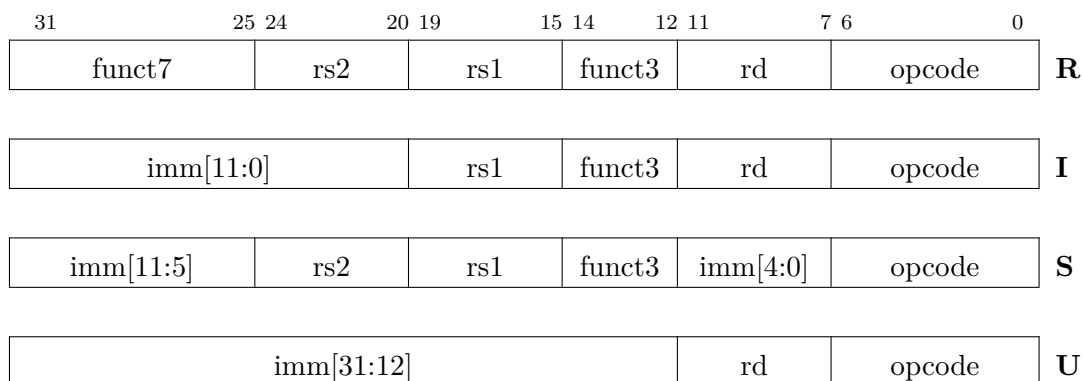 31 25 24 20 19 15 14 12 11 7 6 0
funct7 rs2 rs1 funct3 rd opcode R
imm[11:0] rs1 funct3 rd opcode I
imm[11:5] rs2 rs1 funct3 imm[4:0] opcode S
imm[31:12] rd opcode U